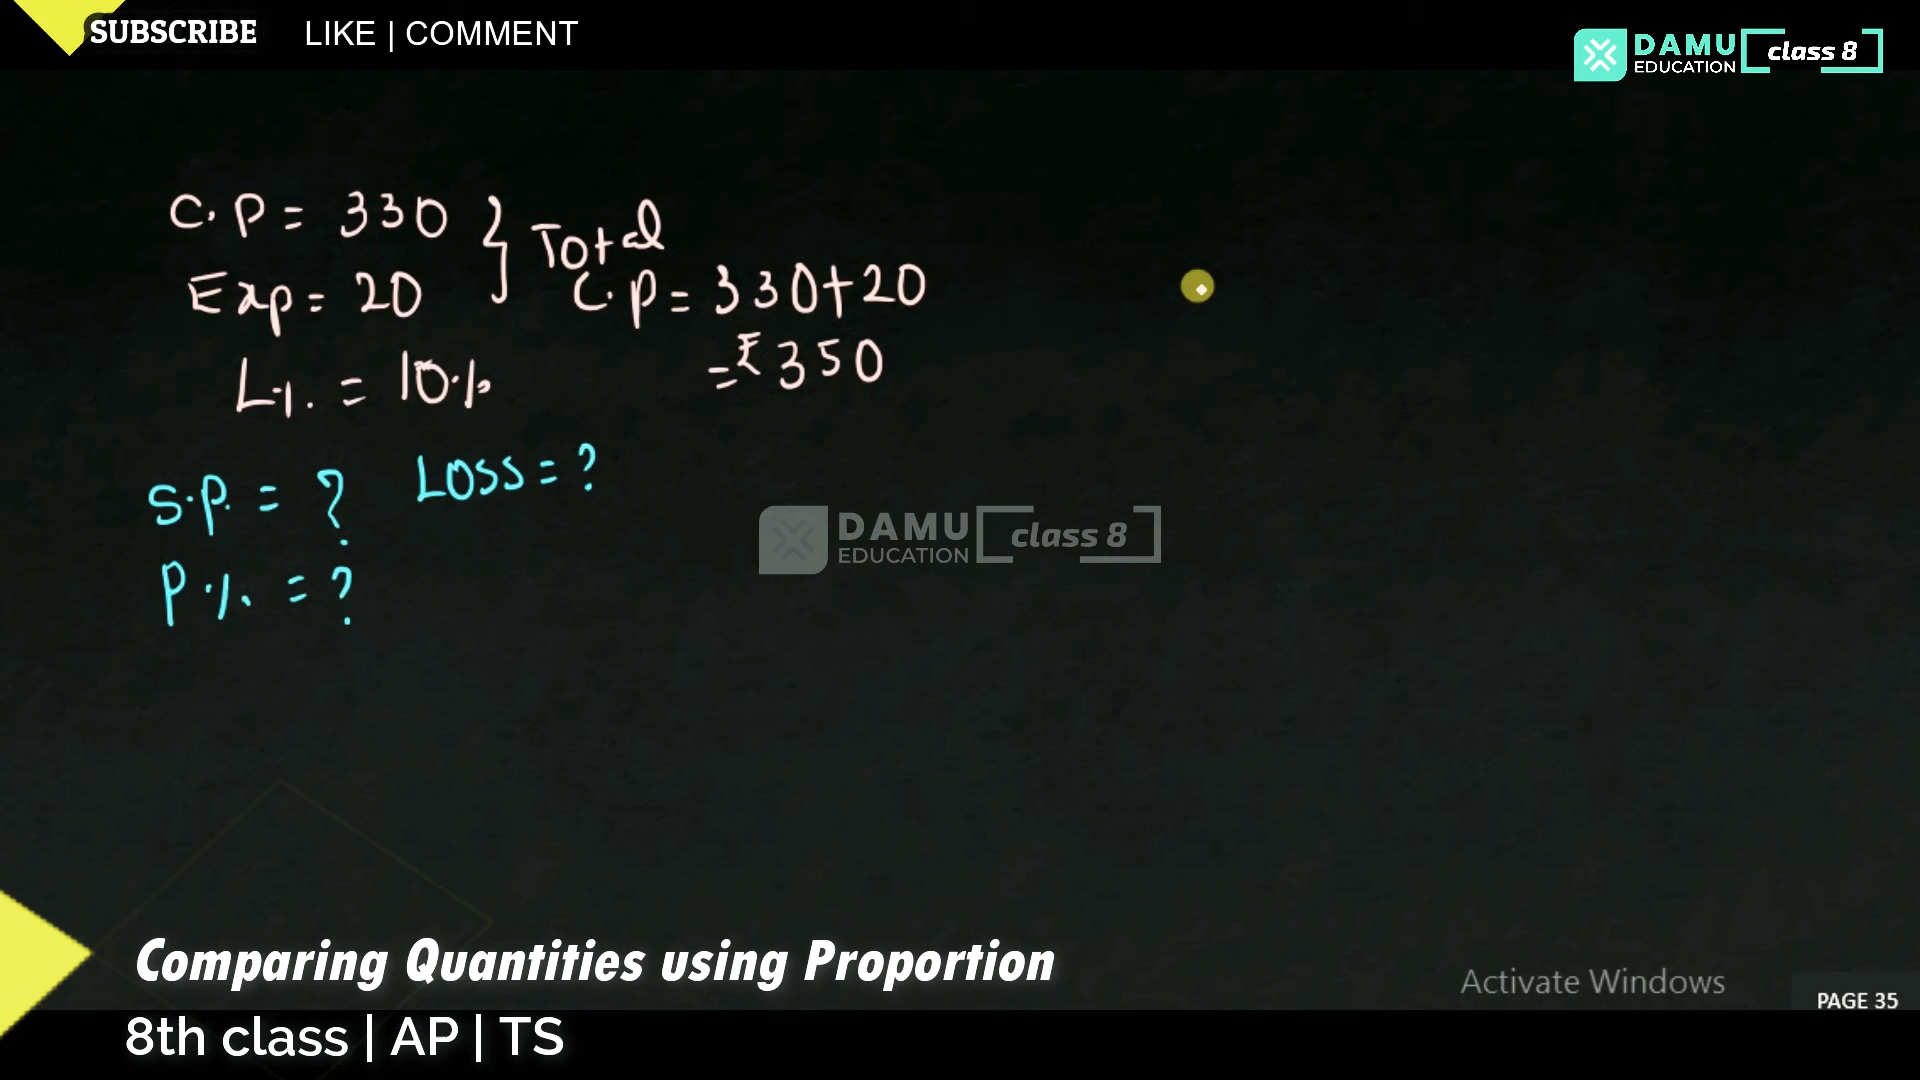 SUBSCRIBE LIKE | COMMENT
DAMU EDUCATION class 8
C.P = 330
Exp = 20
Total
C.P = 330+20
= ₹ 350
L% = 10%
S.P. = ? LOSS = ?
P% = ?
DAMU EDUCATION class 8
Comparing Quantities using Proportion
Activate Windows
PAGE 35
8th class | AP | TS